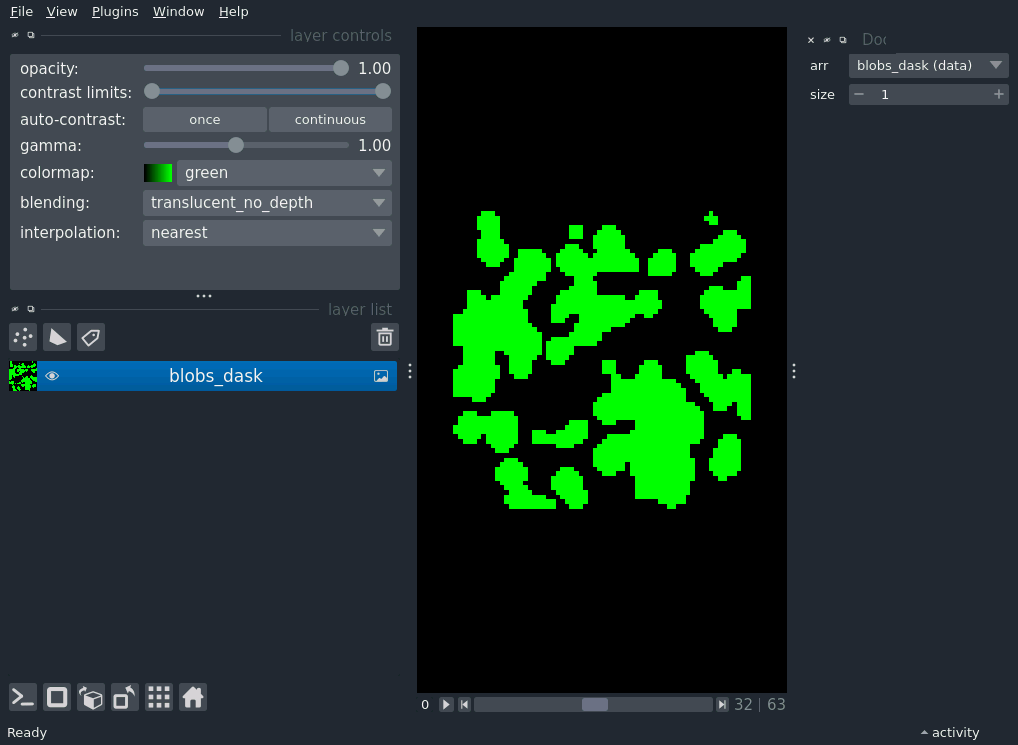 File View Plugins Window Help
layer controls
opacity: 1.00
contrast limits:
auto-contrast: once continuous
gamma: 1.00
colormap: green
blending: translucent_no_depth
interpolation: nearest
layer list
blobs_dask
0 32 | 63
arr blobs_dask (data)
size 1
Ready
activity